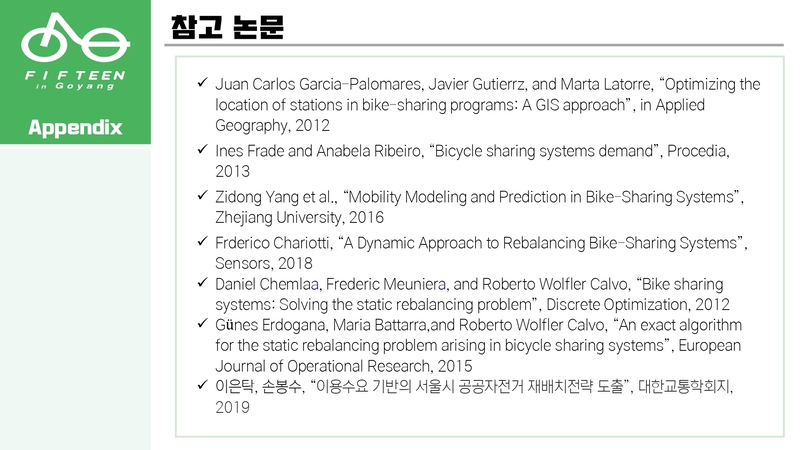 FIFTEEN
in Goyang
Appendix
참고 논문
✓ Juan Carlos Garcia-Palomares, Javier Gutierrz, and Marta Latorre, “Optimizing the
location of stations in bike-sharing programs: A GIS approach”, in Applied
Geography, 2012
✓ Ines Frade and Anabela Ribeiro, “Bicycle sharing systems demand”, Procedia,
2013
✓ Zidong Yang et al., “Mobility Modeling and Prediction in Bike-Sharing Systems”,
Zhejiang University, 2016
✓ Frderico Chariotti, “A Dynamic Approach to Rebalancing Bike-Sharing Systems”,
Sensors, 2018
✓ Daniel Chemlaa, Frederic Meuniera, and Roberto Wolfler Calvo, “Bike sharing
systems: Solving the static rebalancing problem”, Discrete Optimization, 2012
✓ Günes Erdogana, Maria Battarra,and Roberto Wolfler Calvo, “An exact algorithm
for the static rebalancing problem arising in bicycle sharing systems”, European
Journal of Operational Research, 2015
✓ 이은탁, 손봉수, “이용수요 기반의 서울시 공공자전거 재배치전략 도출”, 대한교통학회지,
2019